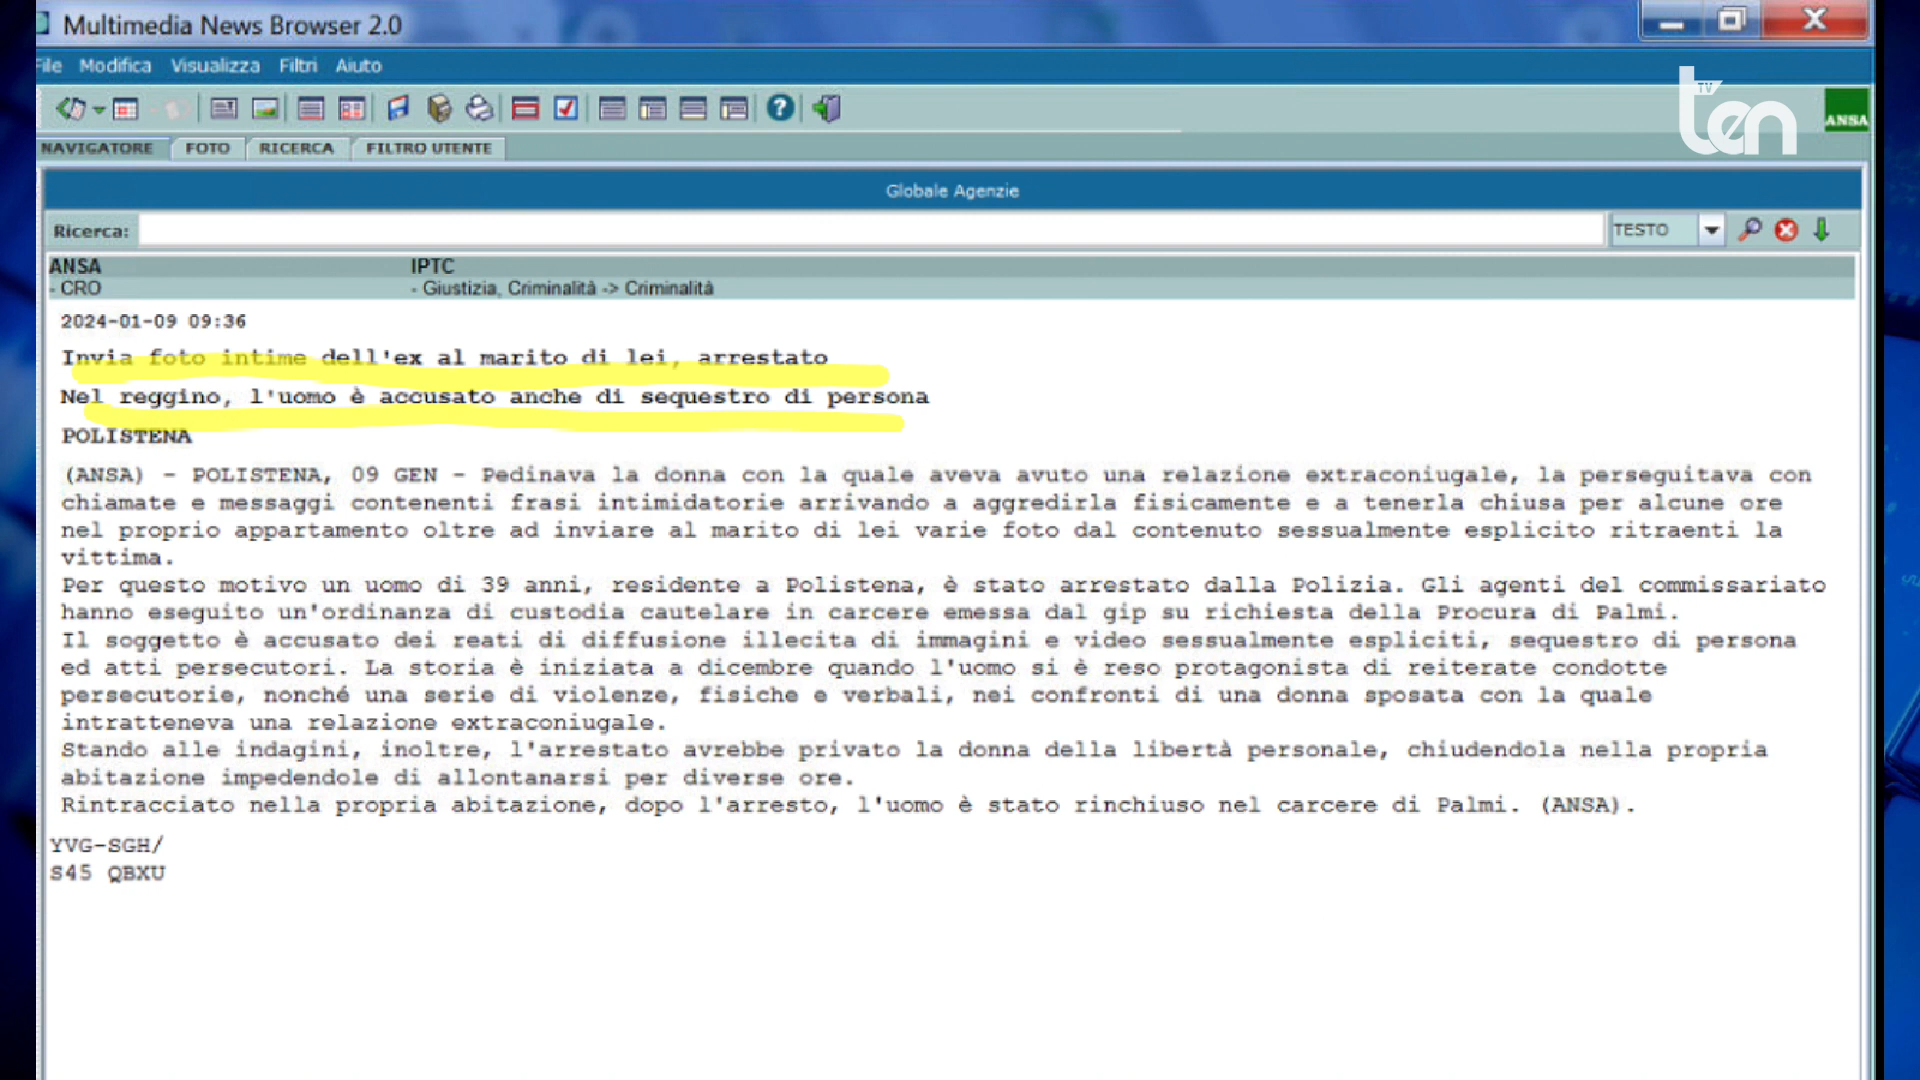 Multimedia News Browser 2.0
File Modifica Visualizza Filtri Aiuto
TV
ten
ANSA
NAVIGATORE FOTO RICERCA FILTRO UTENTE
Globale Agenzie
Ricerca: TESTO
ANSA IPTC
- CRO - Giustizia, Criminalità -> Criminalità
2024-01-09 09:36
Invia foto intime dell'ex al marito di lei, arrestato
Nel reggino, l'uomo è accusato anche di sequestro di persona
POLISTENA
(ANSA) - POLISTENA, 09 GEN - Pedinava la donna con la quale aveva avuto una relazione extraconiugale, la perseguitava con
chiamate e messaggi contenenti frasi intimidatorie arrivando a aggredirla fisicamente e a tenerla chiusa per alcune ore
nel proprio appartamento oltre ad inviare al marito di lei varie foto dal contenuto sessualmente esplicito ritraenti la
vittima.
Per questo motivo un uomo di 39 anni, residente a Polistena, è stato arrestato dalla Polizia. Gli agenti del commissariato
hanno eseguito un'ordinanza di custodia cautelare in carcere emessa dal gip su richiesta della Procura di Palmi.
Il soggetto è accusato dei reati di diffusione illecita di immagini e video sessualmente espliciti, sequestro di persona
ed atti persecutori. La storia è iniziata a dicembre quando l'uomo si è reso protagonista di reiterate condotte
persecutorie, nonché una serie di violenze, fisiche e verbali, nei confronti di una donna sposata con la quale
intratteneva una relazione extraconiugale.
Stando alle indagini, inoltre, l'arrestato avrebbe privato la donna della libertà personale, chiudendola nella propria
abitazione impedendole di allontanarsi per diverse ore.
Rintracciato nella propria abitazione, dopo l'arresto, l'uomo è stato rinchiuso nel carcere di Palmi. (ANSA).
YVG-SGH/
S45 QBXU